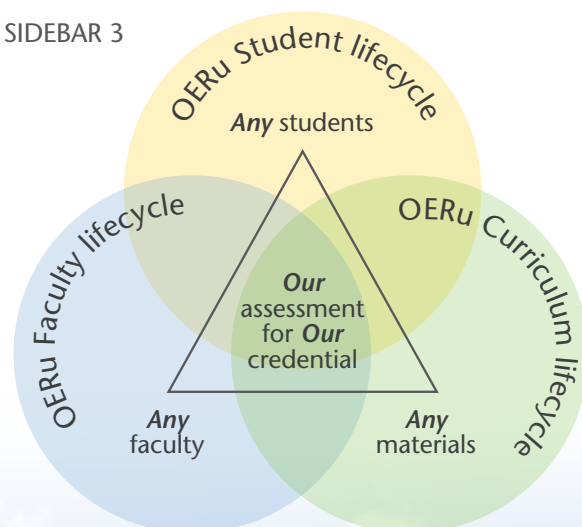 SIDEBAR 3
OERu Student lifecycle
Any students
OERu Faculty lifecycle
OERu Curriculum lifecycle
Our
assessment
for Our
credential
Any
faculty
Any
materials